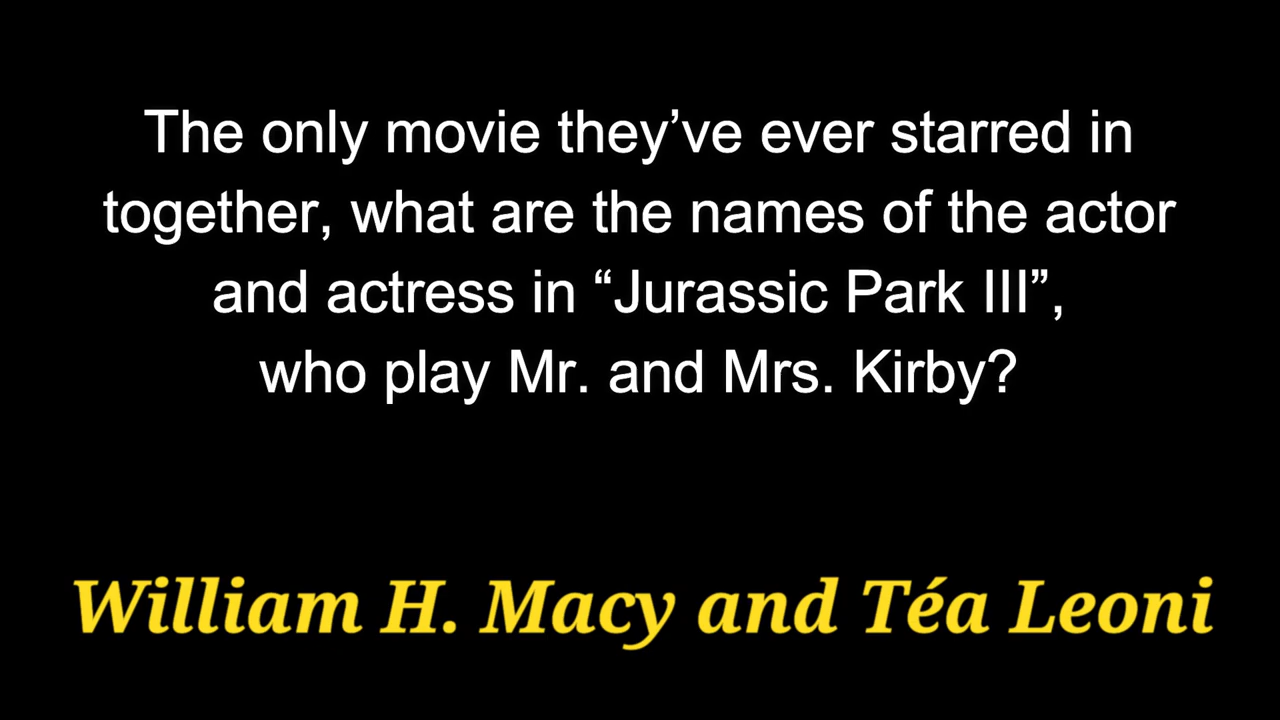 The only movie they’ve ever starred in
together, what are the names of the actor
and actress in “Jurassic Park III”,
who play Mr. and Mrs. Kirby?
William H. Macy and Téa Leoni